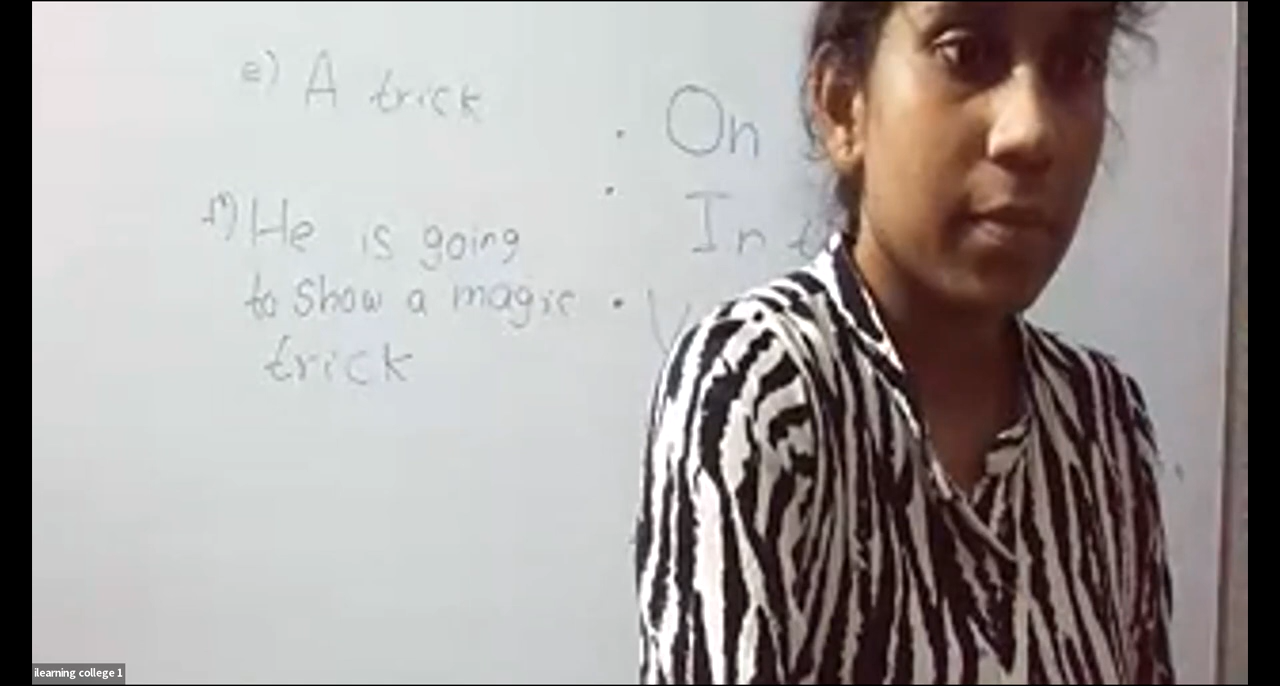 e) A trick
f) He is going
to show a magic
trick
• On
• In
•
ilearning college 1